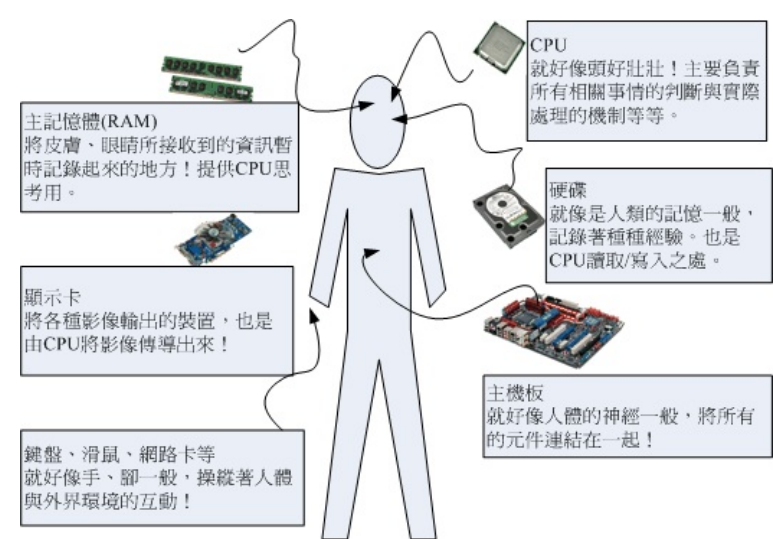 主記憶體(RAM)
將皮膚、眼睛所接收到的資訊暫
時記錄起來的地方！提供CPU思
考用。
顯示卡
將各種影像輸出的裝置，也是
由CPU將影像傳導出來！
鍵盤、滑鼠、網路卡等
就好像手、腳一般，操縱著人體
與外界環境的互動！
CPU
就好像頭好壯壯！主要負責
所有相關事情的判斷與實際
處理的機制等等。
硬碟
就像是人類的記憶一般，
記錄著種種經驗。也是
CPU讀取/寫入之處。
主機板
就好像人體的神經一般，將所有
的元件連結在一起！